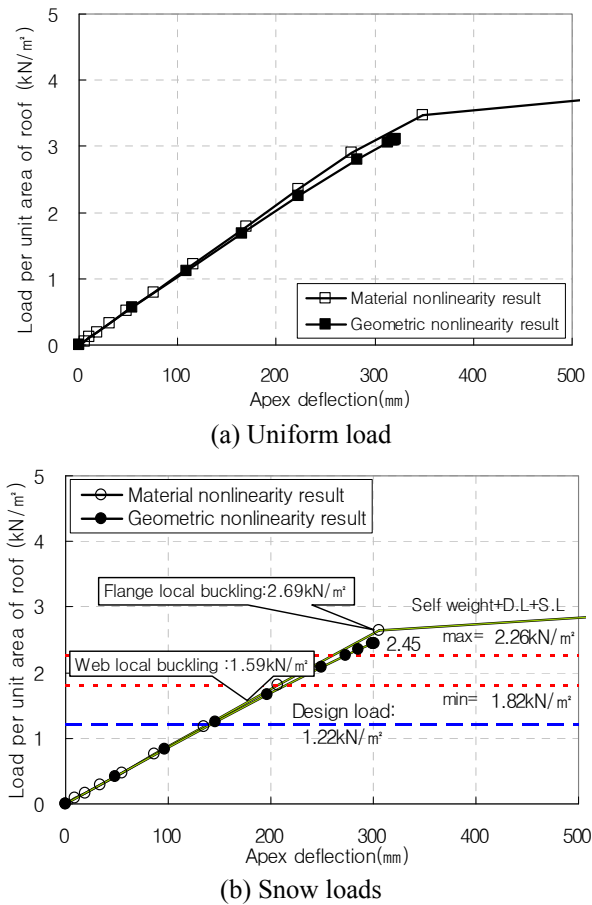 Load per unit area of roof (kN/㎡)
5
4
3
2
1
0
Material nonlinearity result
Geometric nonlinearity result
0 100 200 300 400 500
Apex deflection(㎜)
(a) Uniform load
Load per unit area of roof (kN/㎡)
5
4
3
2
1
0
Material nonlinearity result
Geometric nonlinearity result
Flange local buckling:2.69kN/㎡
Self weight+D.L+S.L
2.45
max= 2.26kN/㎡
Web local buckling :1.59kN/㎡
min= 1.82kN/㎡
Design load:
1.22kN/㎡
0 100 200 300 400 500
Apex deflection(㎜)
(b) Snow loads